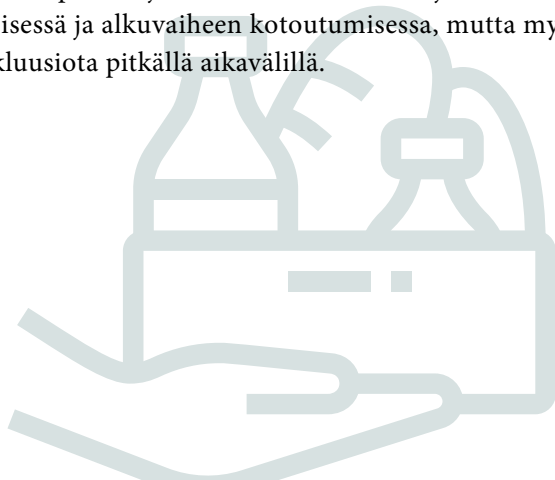 isessä ja alkuvaiheen kotoutumisessa, mutta my
kluusiota pitkällä aikavälillä.